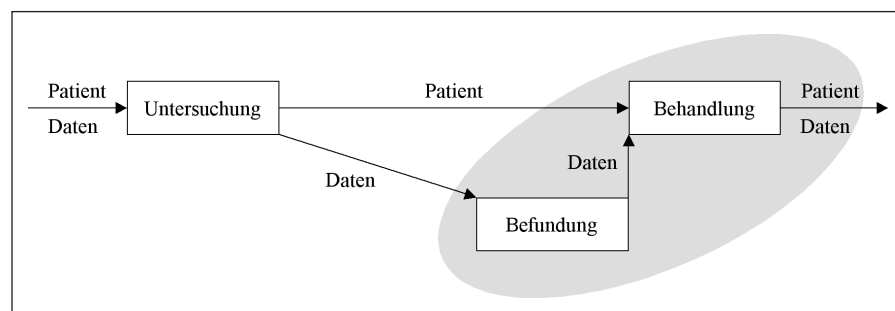 Patient
Daten
Untersuchung
Patient
Daten
Befundung
Daten
Behandlung
Patient
Daten